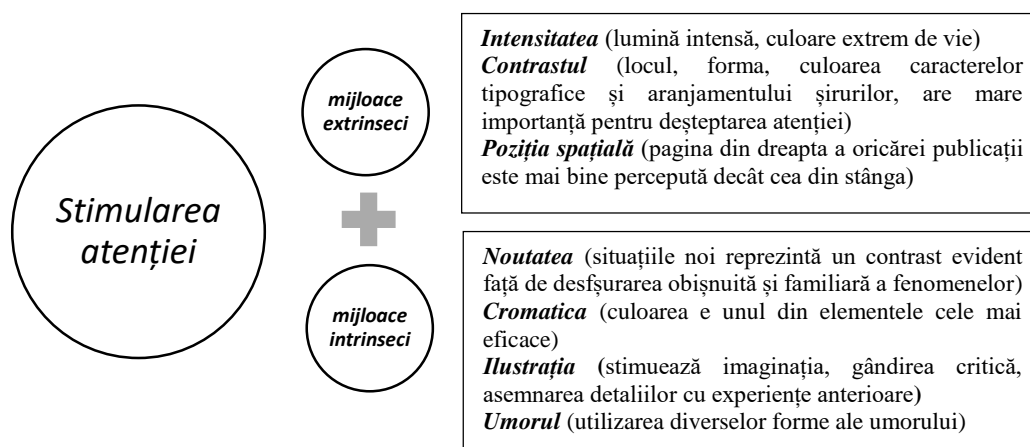 Stimularea
atenției
mijloace
extrinseci
Intensitatea (lumină intensă, culoare extrem de vie)
Contrastul (locul, forma, culoarea caracterelor
tipografice și aranjamentului șirurilor, are mare
importanță pentru deșteptarea atenției)
Poziția spațială (pagina din dreapta a oricărei publicații
este mai bine percepută decât cea din stânga)
mijloace
intrinseci
Noutatea (situațiile noi reprezintă un contrast evident
față de desfșurarea obișnuită și familiară a fenomenelor)
Cromatica (culoarea e unul din elementele cele mai
eficace)
Ilustrația (stimuează imaginația, gândirea critică,
asemnarea detaliilor cu experiențe anterioare)
Umorul (utilizarea diverselor forme ale umorului)